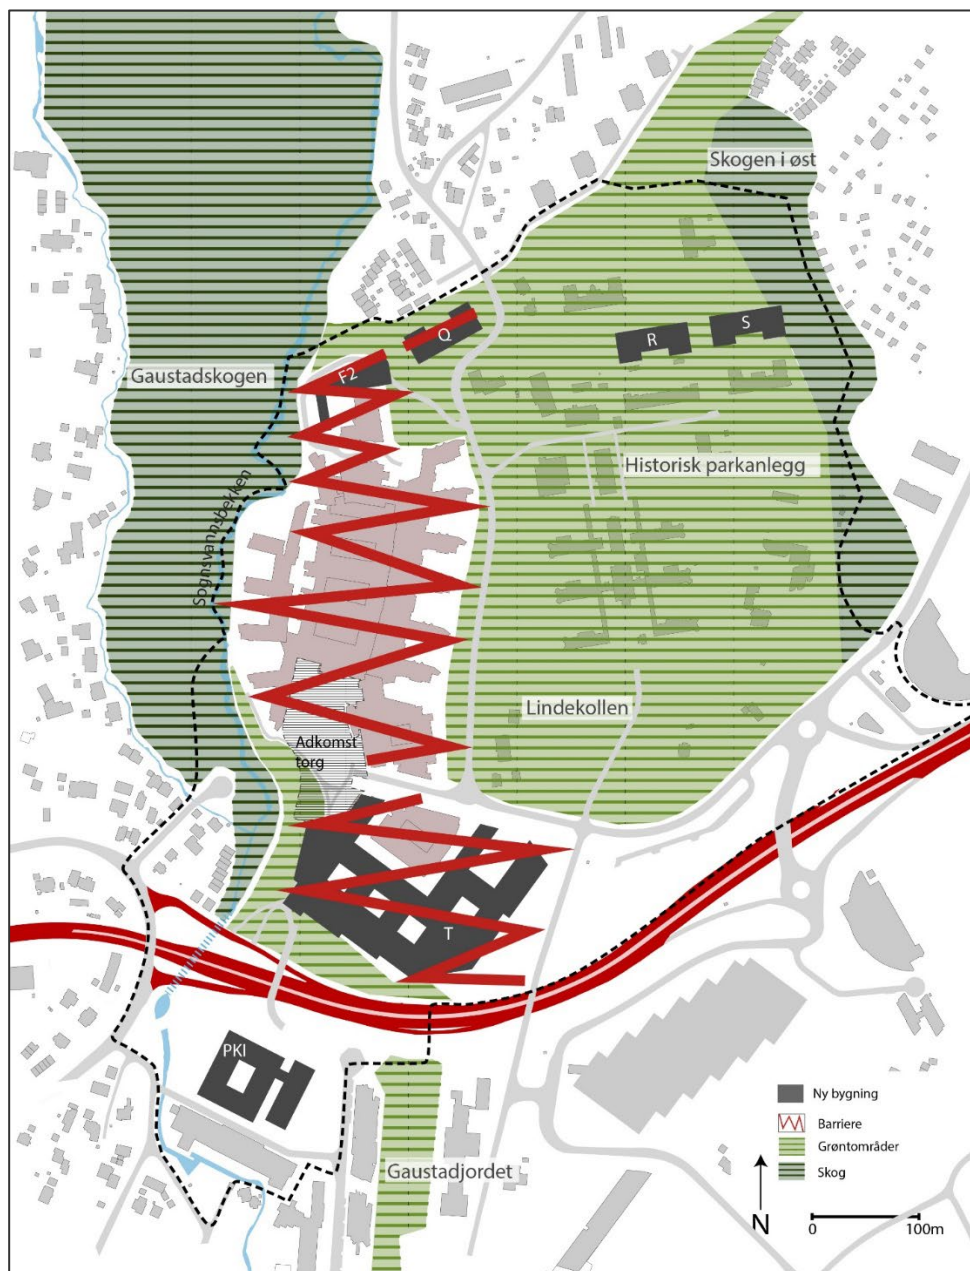 Skogen i øst
Q
R
S
F2
Gaustadskogen
Historisk parkanlegg
Sognsvannsbekken
Lindekollen
Adkomst
torg
T
PKI
Gaustadjordet
Ny bygning
Barriere
Grøntområder
Skog
N
0
100m